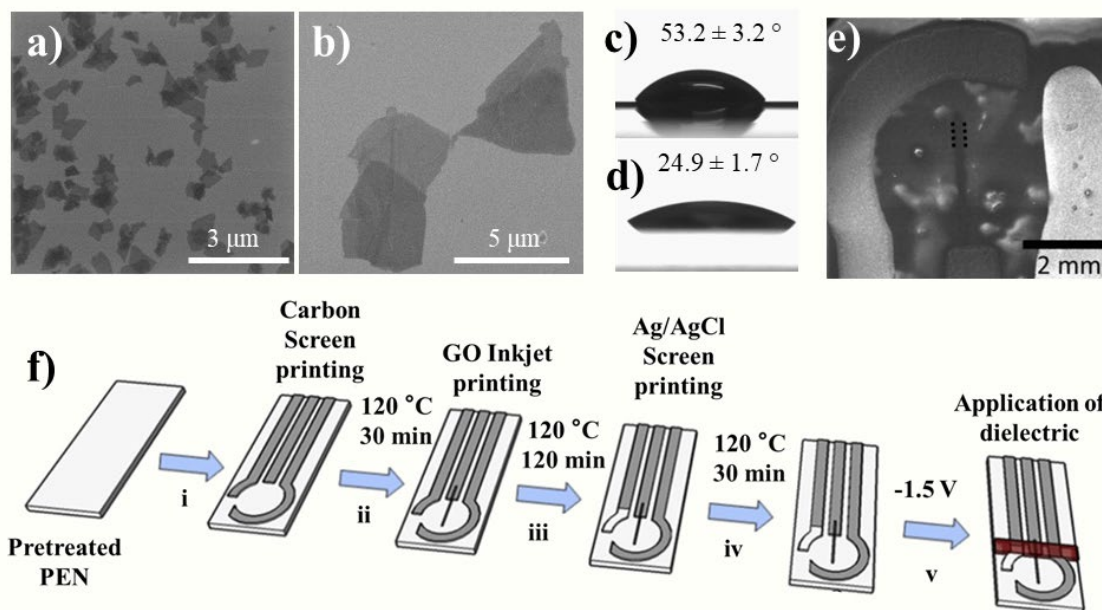 a)
3 μm
b)
5 μm
c)
53.2 ± 3.2 °
d)
24.9 ± 1.7 °
e)
2 mm
f)
Pretreated
PEN
i
Carbon
Screen
printing
120 °C
30 min
ii
GO Inkjet
printing
120 °C
120 min
iii
Ag/AgCl
Screen
printing
120 °C
30 min
iv
-1.5 V
v
Application of
dielectric